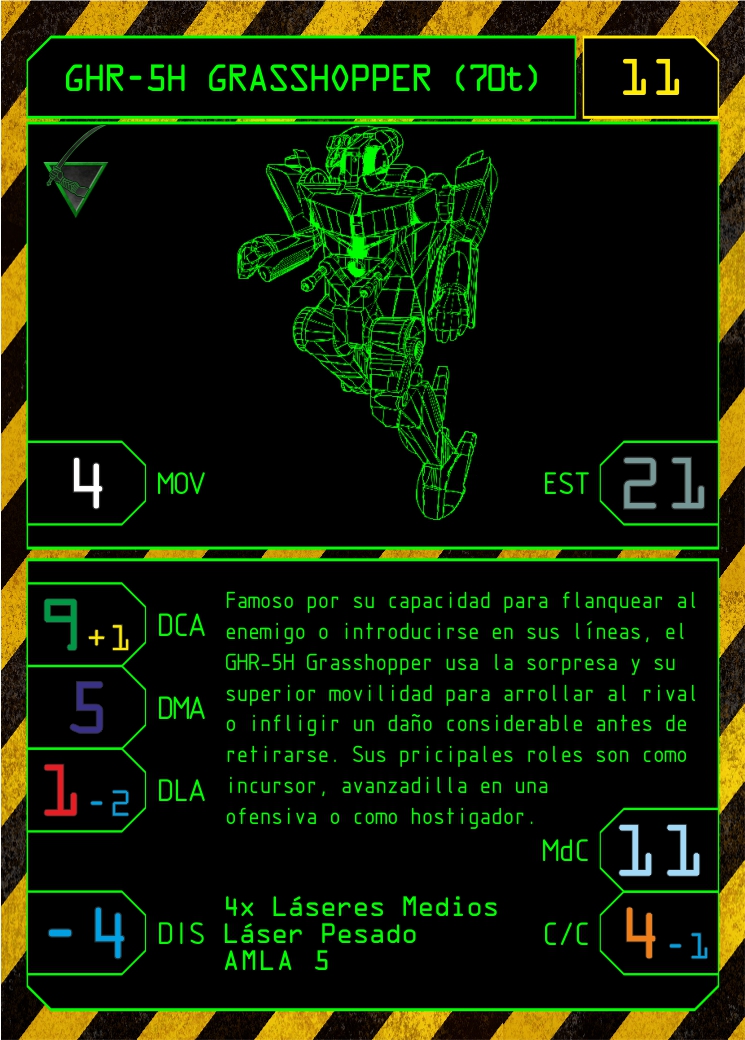 GHR-5H GRASSHOPPER (70t)
11
4 MOV
EST 21
9 +1 DCA
5 DMA
1 -2 DLA
Famoso por su capacidad para flanquear al
enemigo o introducirse en sus líneas, el
GHR-5H Grasshopper usa la sorpresa y su
superior movilidad para arrollar al rival
o infligir un daño considerable antes de
retirarse. Sus pricipales roles son como
incursor, avanzadilla en una
ofensiva o como hostigador.
MdC 11
-4 DIS
4x Láseres Medios
Láser Pesado
AMLA 5
C/C 4 -1